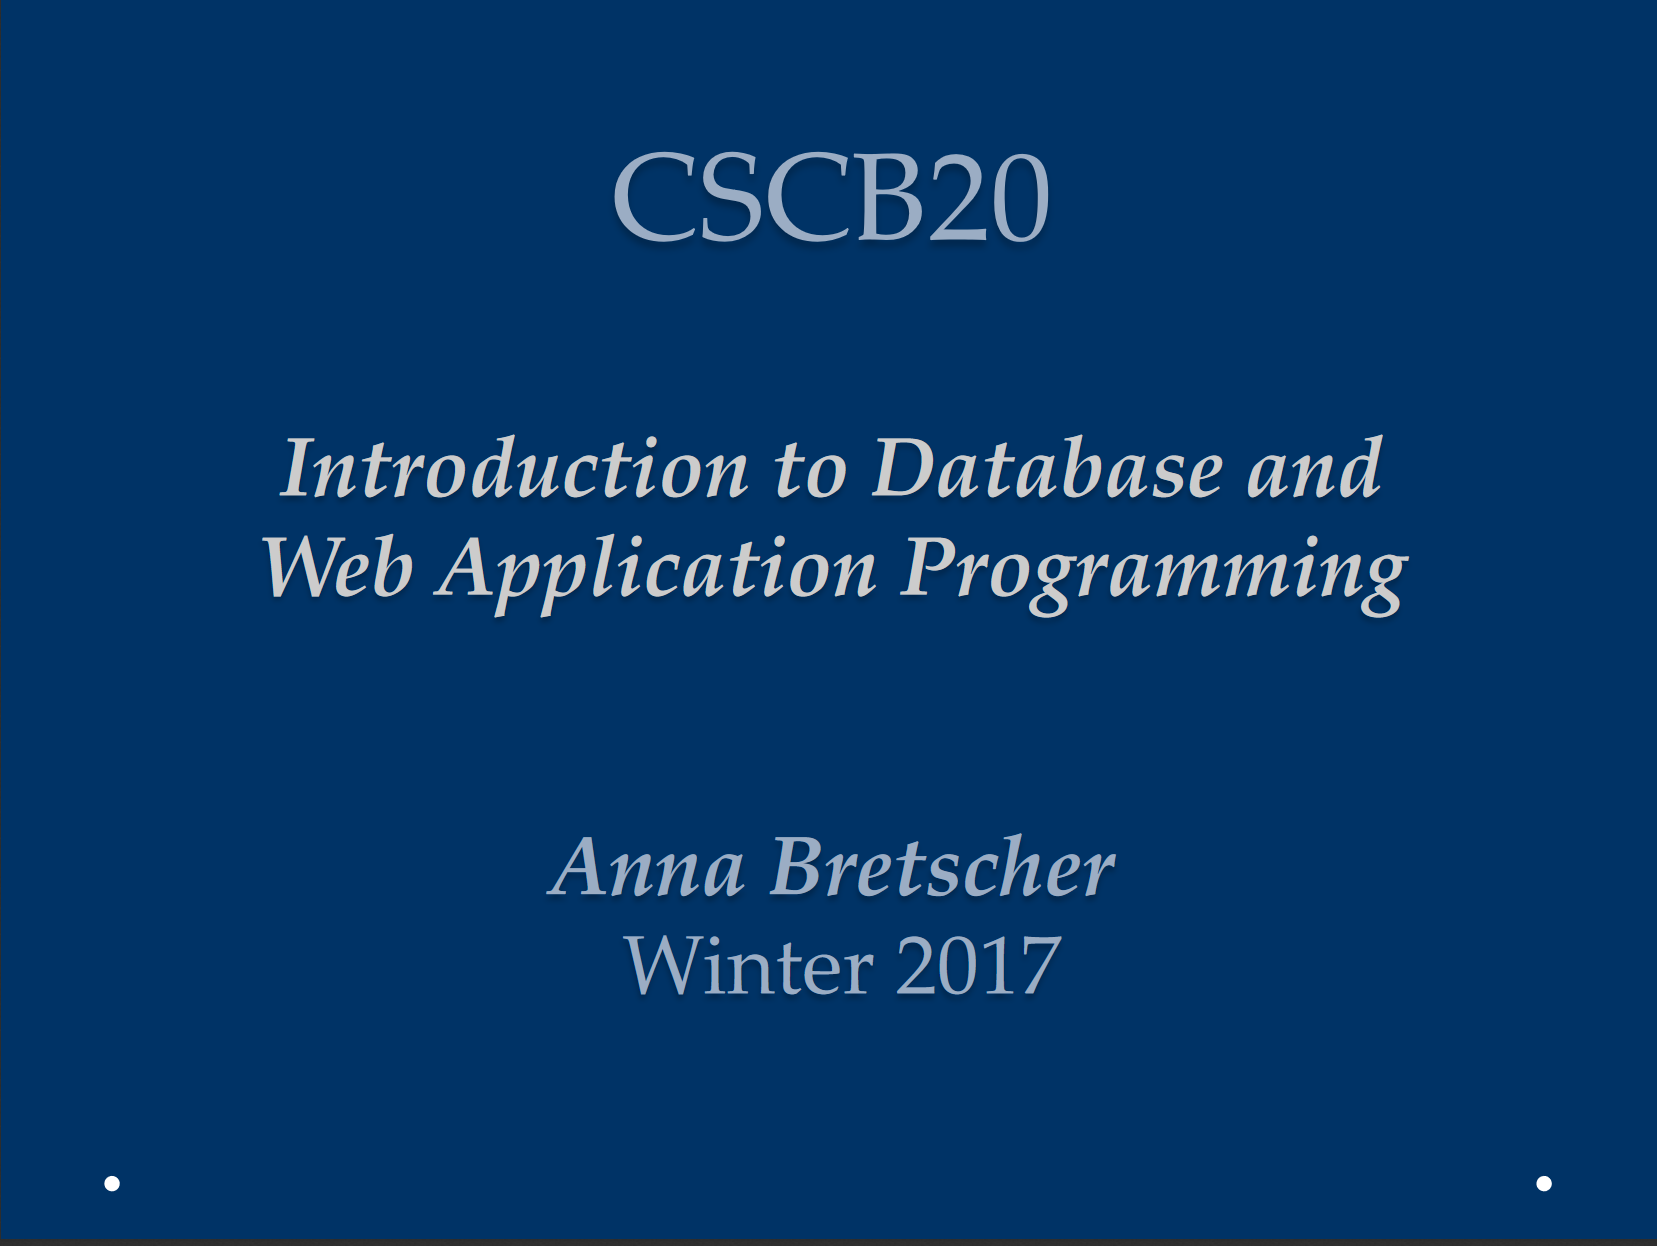 CSCB20
Introduction to Database and
Web Application Programming
Anna Bretscher
Winter 2017